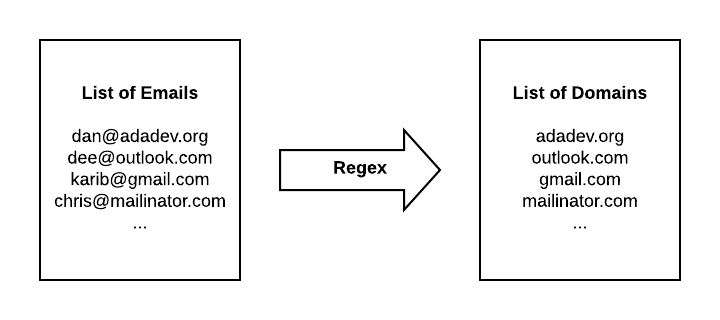 List of Emails
dan@adadev.org
dee@outlook.com
karib@gmail.com
chris@mailinator.com
...
Regex
List of Domains
adadev.org
outlook.com
gmail.com
mailinator.com
...